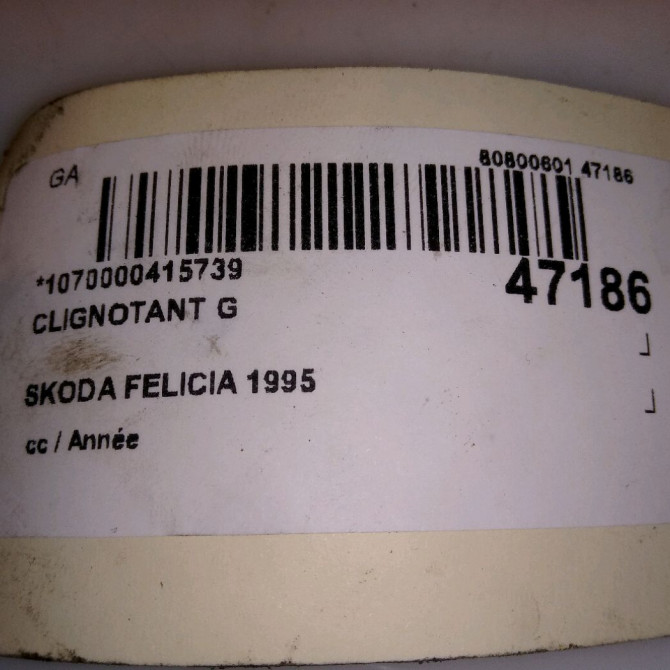 GA
80800601 47186
*1070000415739
47186
CLIGNOTANT G
SKODA FELICIA 1995
cc / Année